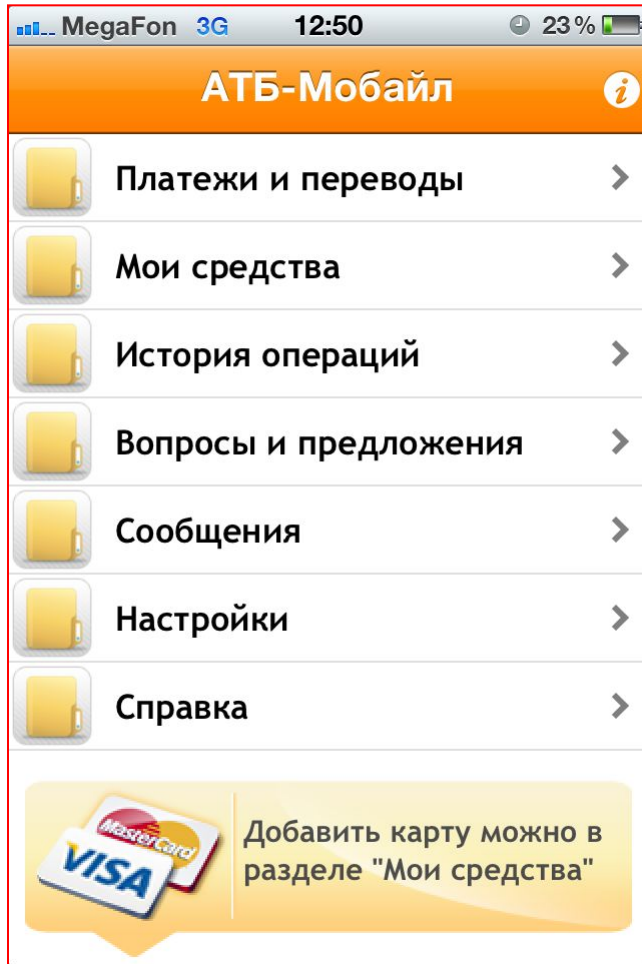 MegaFon 3G 12:50 23%
АТБ-Мобайл i
Платежи и переводы
Мои средства
История операций
Вопросы и предложения
Сообщения
Настройки
Справка
MasterCard
VISA
Добавить карту можно в
разделе "Мои средства"